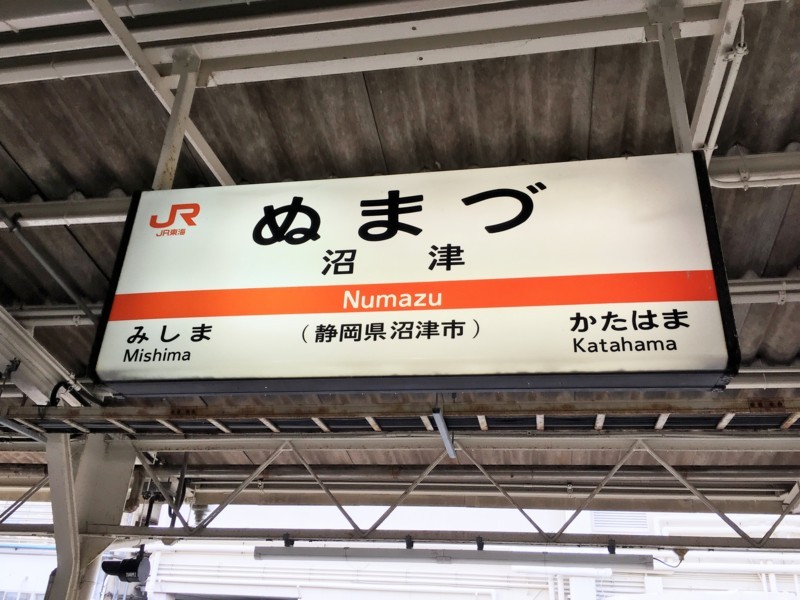 JR
JR東海
ぬまづ
沼津
Numazu
みしま
Mishima
（静岡県沼津市）
かたはま
Katahama